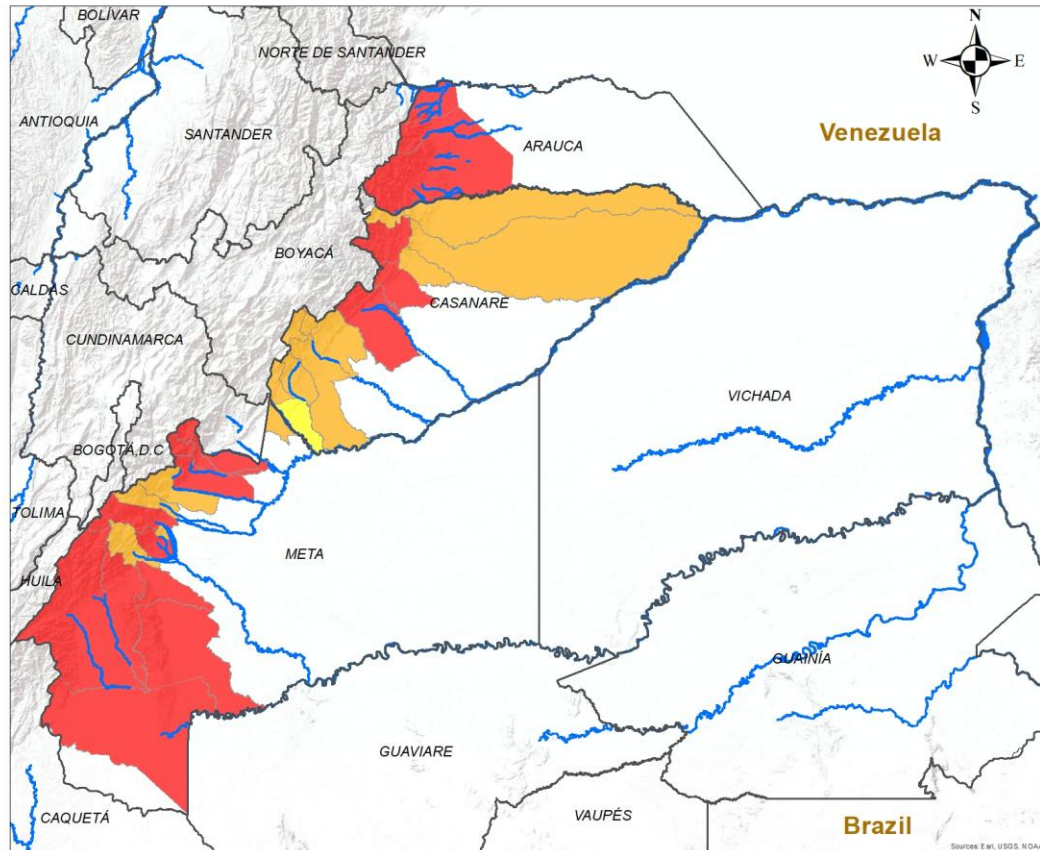 BOLÍVAR
N
NORTE DE SANTANDER
W
E
S
ANTIOQUIA
SANTANDER
Venezuela
ARAUCA
BOYACÁ
CALDAS
CASANARE
CUNDINAMARCA
VICHADA
BOGOTÁ,D.C
TOLIMA
META
HUILA
GUAINÍA
GUAVIARE
CAQUETÁ
VAUPÉS
Brazil
Sources: Esri, USGS, NOAA